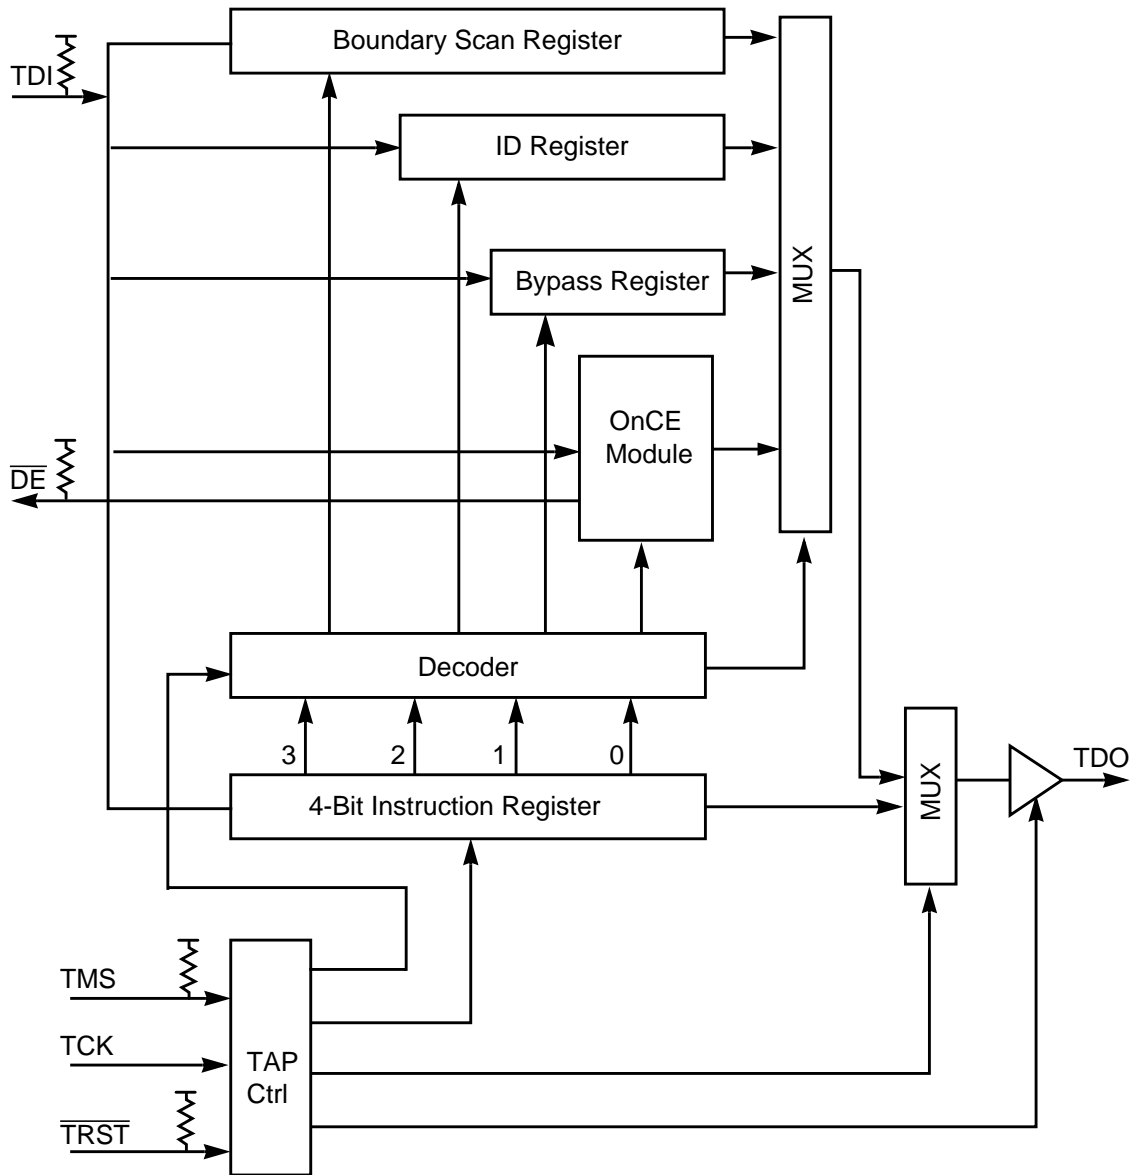 Boundary Scan Register
TDI
ID Register
Bypass Register
MUX
OnCE
Module
DE
Decoder
3 2 1 0
4-Bit Instruction Register
MUX
TDO
TMS
TCK
TAP
Ctrl
TRST